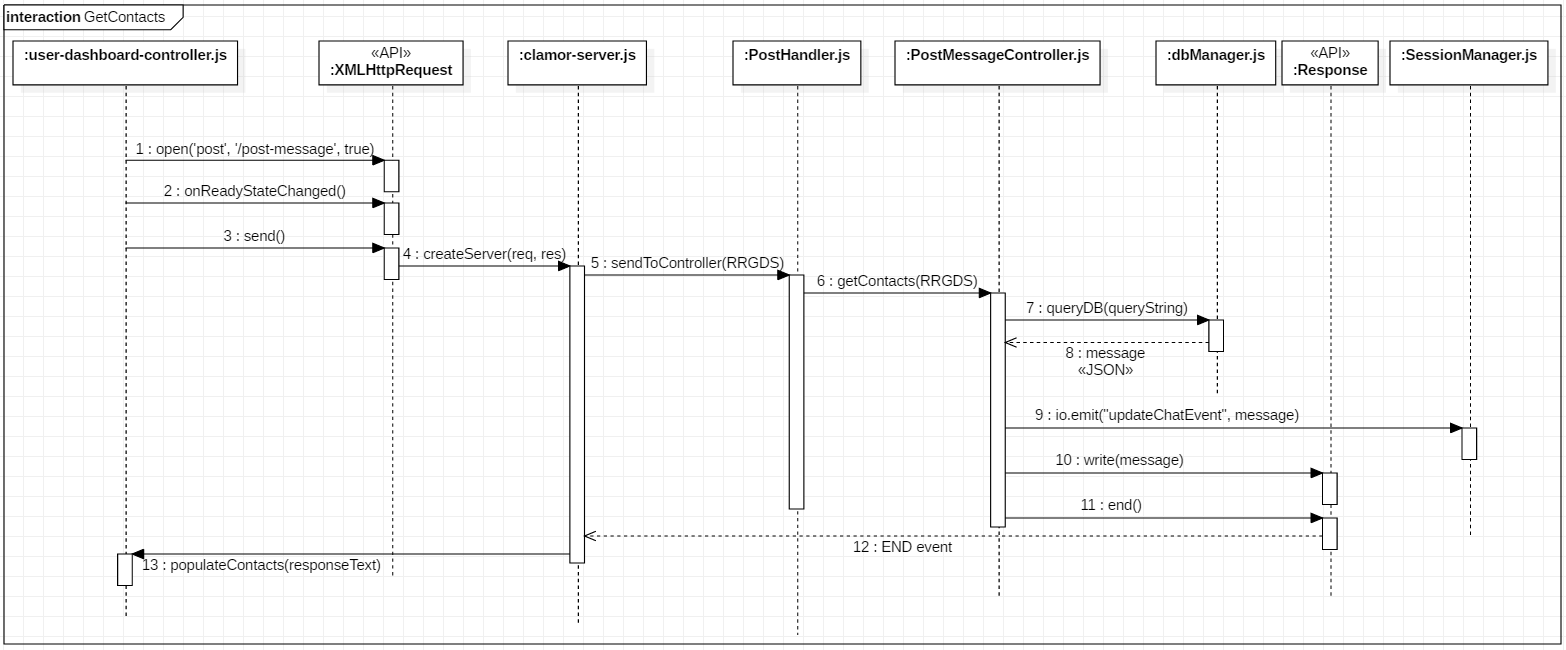 interaction GetContacts
:user-dashboard-controller.js
«API»
:XMLHttpRequest
:clamor-server.js
:PostHandler.js
:PostMessageController.js
:dbManager.js
«API»
:Response
:SessionManager.js
1 : open('post', '/post-message', true)
2 : onReadyStateChanged()
3 : send()
4 : createServer(req, res)
5 : sendToController(RRGDS)
6 : getContacts(RRGDS)
7 : queryDB(queryString)
8 : message
«JSON»
9 : io.emit("updateChatEvent", message)
10 : write(message)
11 : end()
12 : END event
13 : populateContacts(responseText)